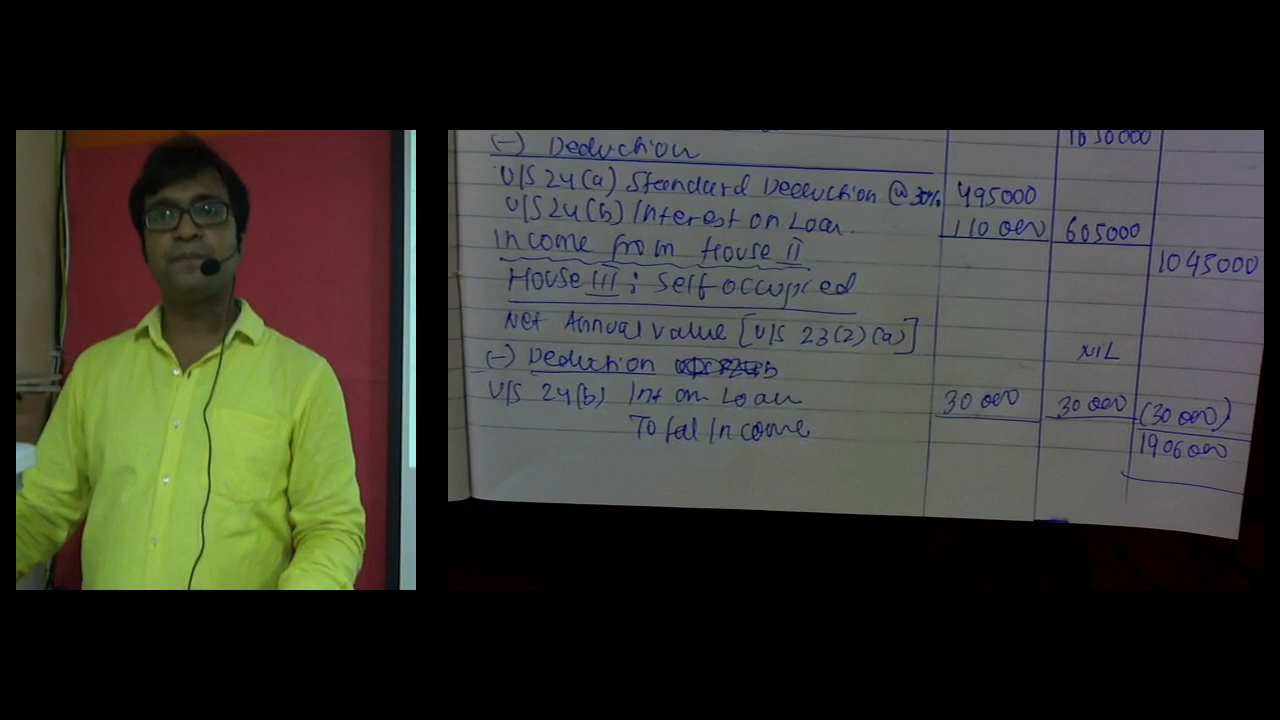 1650000
(-) Deduction
U/S 24(a) Standard Deduction @ 30% 495000
U/S 24(b) Interest on Loan. 110000 605000
Income from House II 1045000
House III : Self occupied
Net Annual Value [U/S 23(2)(a)] NIL
(-) Deduction
U/S 24(b) Int on Loan 30000 30000 (30000)
Total Income 1906000